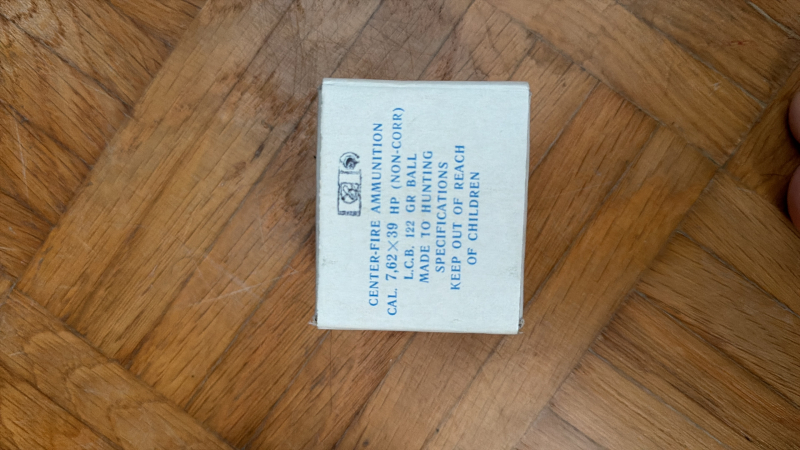 CENTER-FIRE AMMUNITION
CAL. 7,62×39 HP (NON-CORR)
L.C.B. 122 GR BALL
MADE TO HUNTING
SPECIFICATIONS
KEEP OUT OF REACH
OF CHILDREN